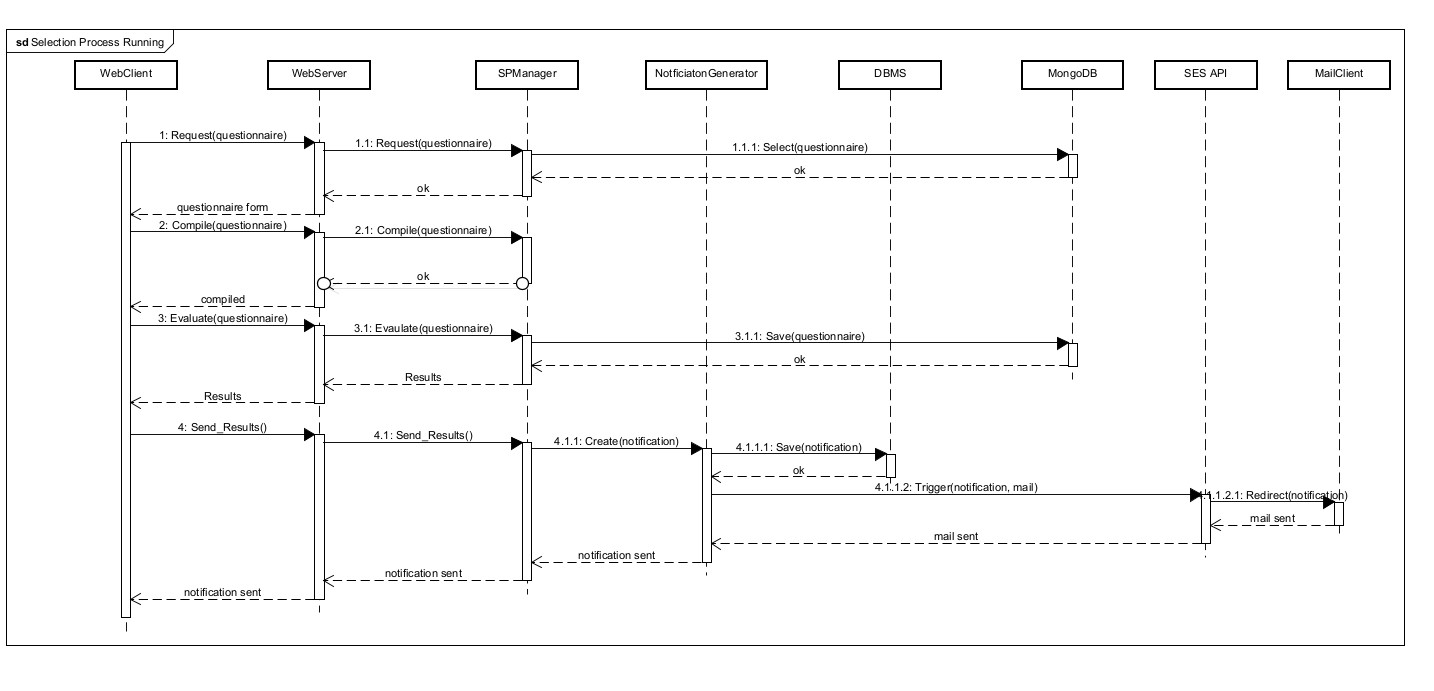 sd Selection Process Running
WebClient
WebServer
SPManager
NotficiatonGenerator
DBMS
MongoDB
SES API
MailClient
1: Request(questionnaire)
1.1: Request(questionnaire)
1.1.1: Select(questionnaire)
ok
ok
questionnaire form
2: Compile(questionnaire)
2.1: Compile(questionnaire)
ok
compiled
3: Evaluate(questionnaire)
3.1: Evaulate(questionnaire)
3.1.1: Save(questionnaire)
ok
Results
Results
4: Send_Results()
4.1: Send_Results()
4.1.1: Create(notification)
4.1.1.1: Save(notification)
ok
4.1.1.2: Trigger(notification, mail)
4.1.1.2.1: Redirect(notification)
mail sent
mail sent
notification sent
notification sent
notification sent